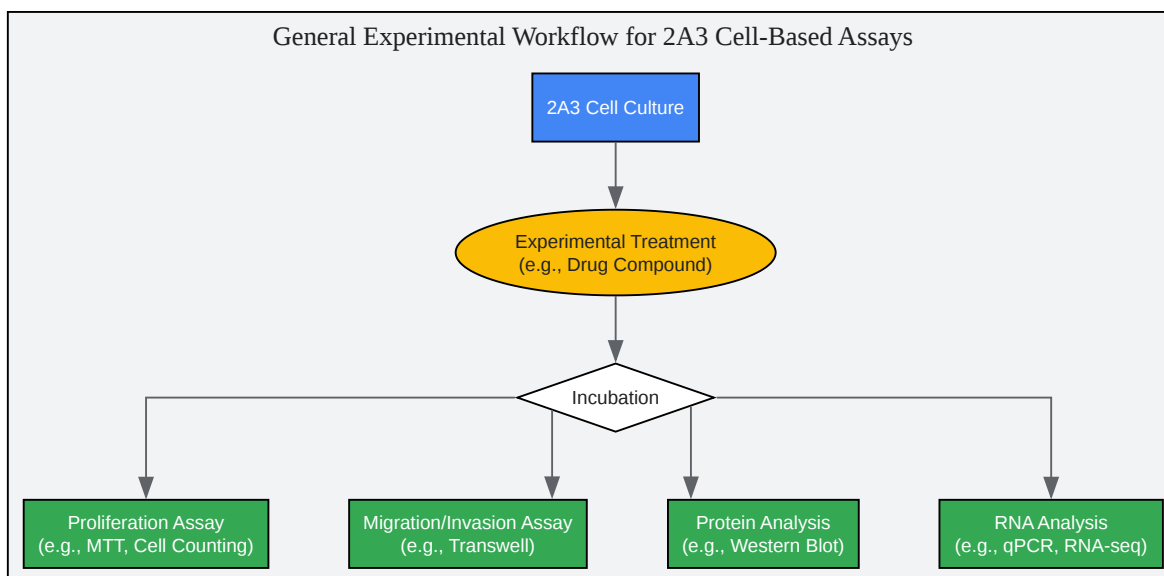 General Experimental Workflow for 2A3 Cell-Based Assays
2A3 Cell Culture
Experimental Treatment
(e.g., Drug Compound)
Incubation
Proliferation Assay
(e.g., MTT, Cell Counting)
Migration/Invasion Assay
(e.g., Transwell)
Protein Analysis
(e.g., Western Blot)
RNA Analysis
(e.g., qPCR, RNA-seq)